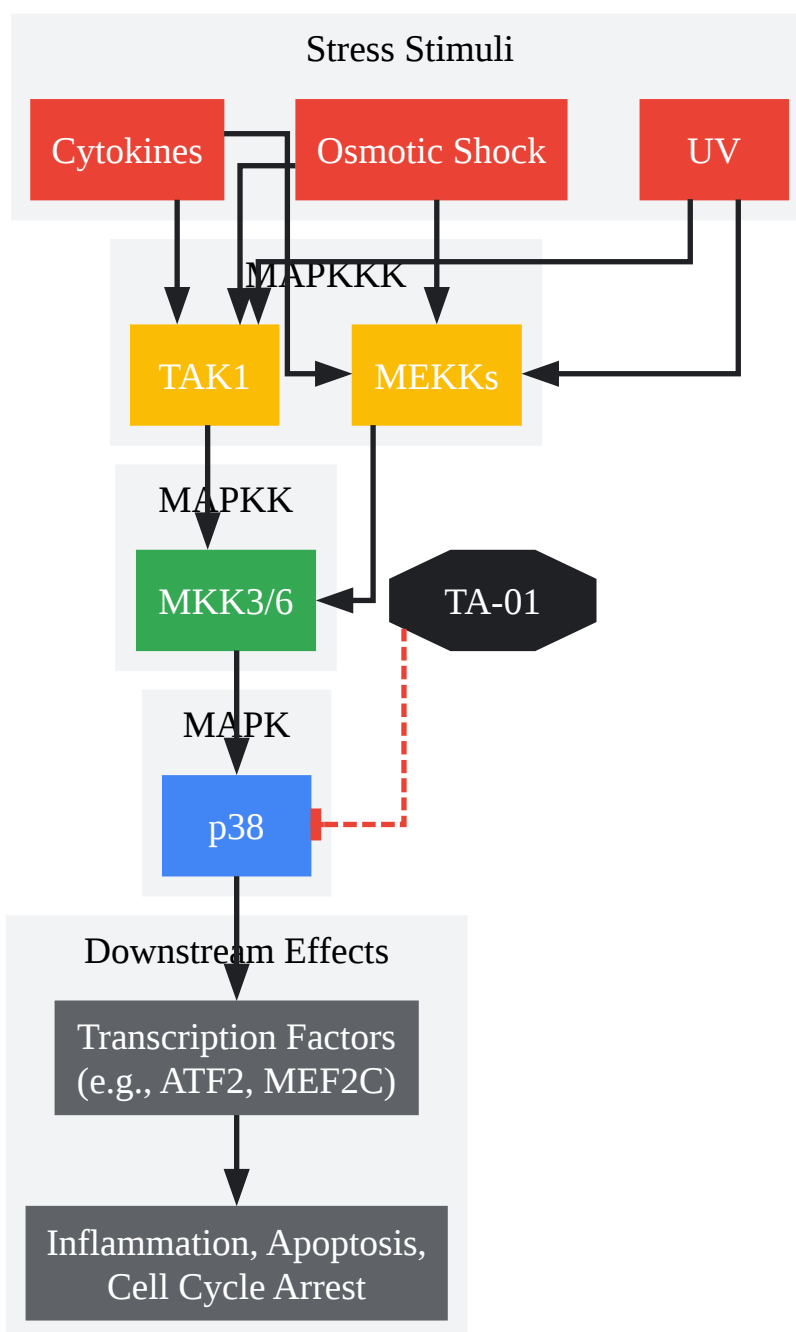 Stress Stimuli
Cytokines
Osmotic Shock
UV
MAPKKK
TAK1
MEKKs
MAPKK
MKK3/6
TA-01
MAPK
p38
Downstream Effects
Transcription Factors
(e.g., ATF2, MEF2C)
Inflammation, Apoptosis,
Cell Cycle Arrest